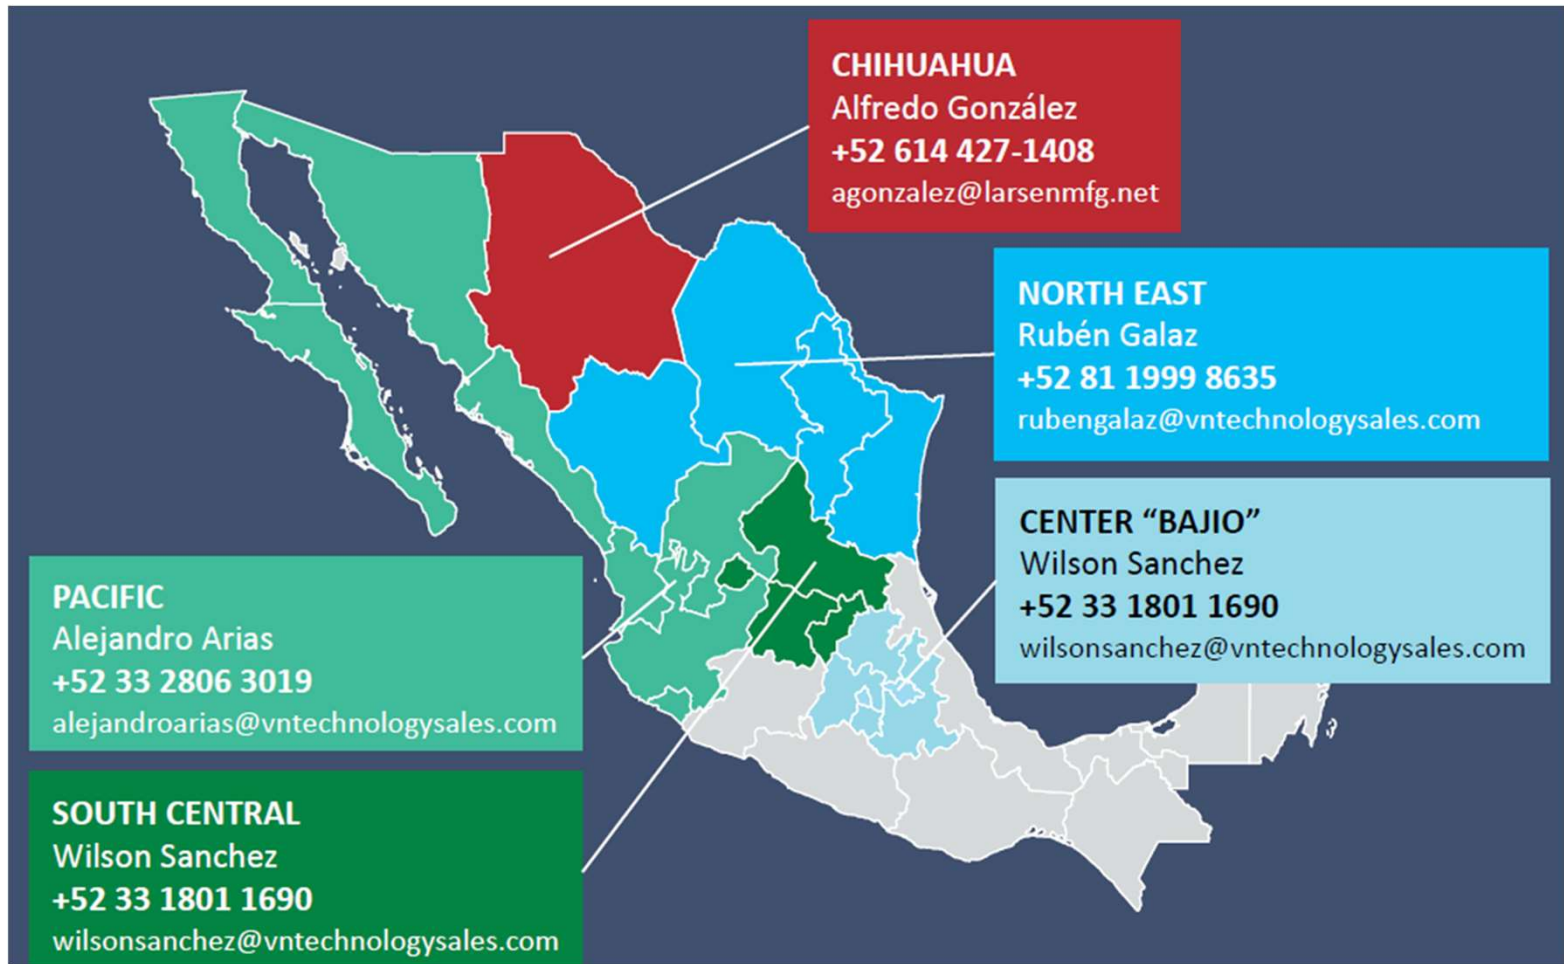 CHIHUAHUA
Alfredo González
+52 614 427-1408
agonzalez@larsenmfg.net
NORTH EAST
Rubén Galaz
+52 81 1999 8635
rubengalaz@vntechnologysales.com
CENTER “BAJIO”
Wilson Sanchez
+52 33 1801 1690
wilsonsanchez@vntechnologysales.com
PACIFIC
Alejandro Arias
+52 33 2806 3019
alejandroarias@vntechnologysales.com
SOUTH CENTRAL
Wilson Sanchez
+52 33 1801 1690
wilsonsanchez@vntechnologysales.com